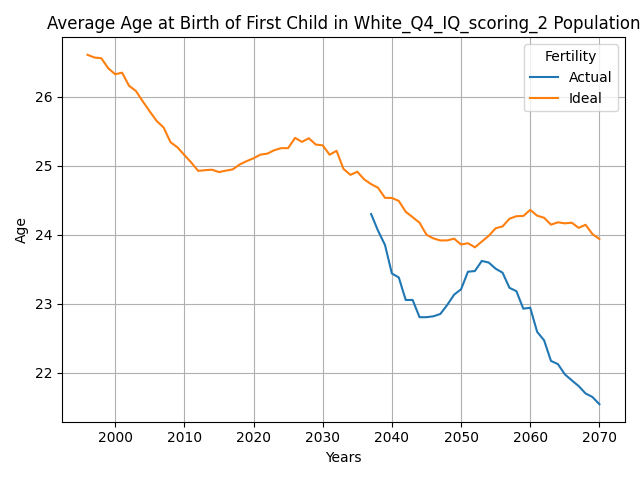 Average Age at Birth of First Child in White_Q4_IQ_scoring_2 Population
Fertility
Actual
Ideal
Age
26
25
24
23
22
2000 2010 2020 2030 2040 2050 2060 2070
Years